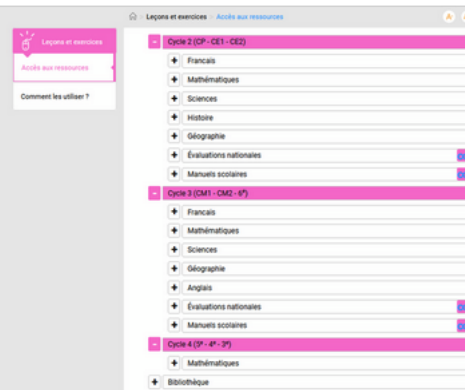 Leçons et exercices
Accès aux ressources
Comment les utiliser ?
Leçons et exercices Accès aux ressources
Cycle 2 (CP - CE1 - CE2)
Francais
Mathématiques
Sciences
Histoire
Géographie
Évaluations nationales
Manuels scolaires
Cycle 3 (CM1 - CM2 - 6ᵉ)
Francais
Mathématiques
Sciences
Géographie
Anglais
Évaluations nationales
Manuels scolaires
Cycle 4 (5ᵉ - 4ᵉ - 3ᵉ)
Mathématiques
Bibliothèque